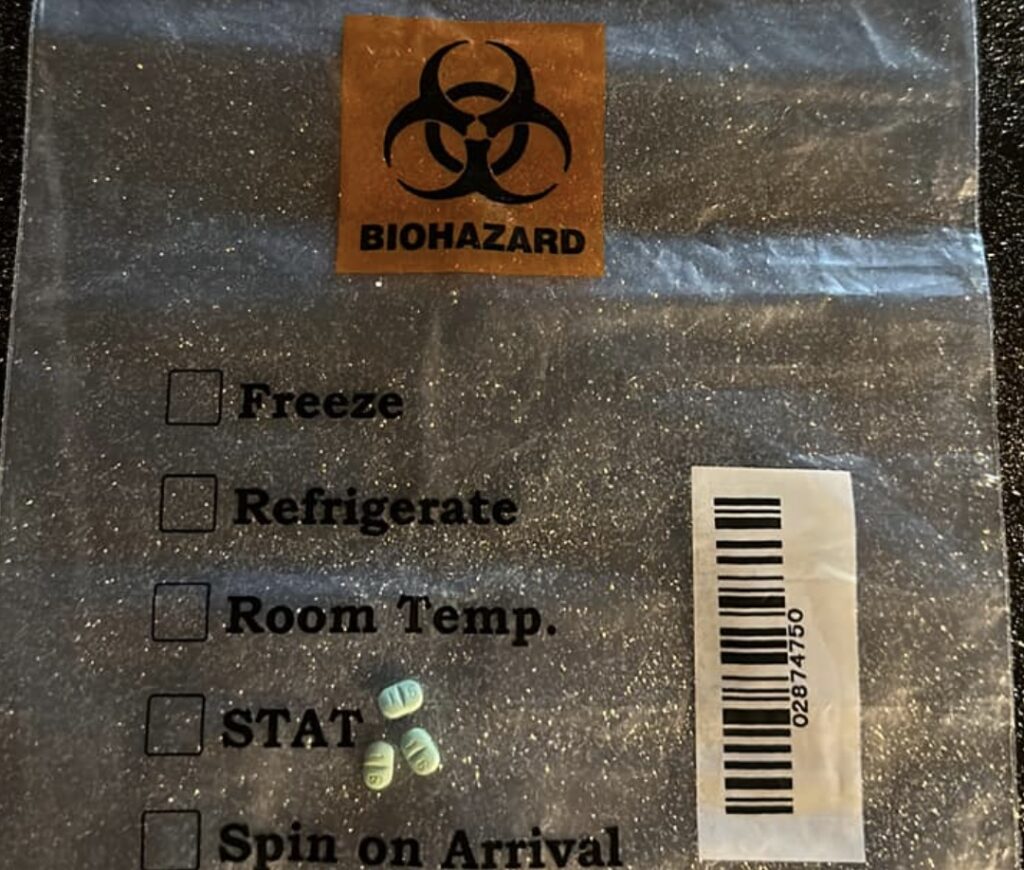 BIOHAZARD
Freeze
Refrigerate
Room Temp.
STAT
Spin on Arrival
02874750